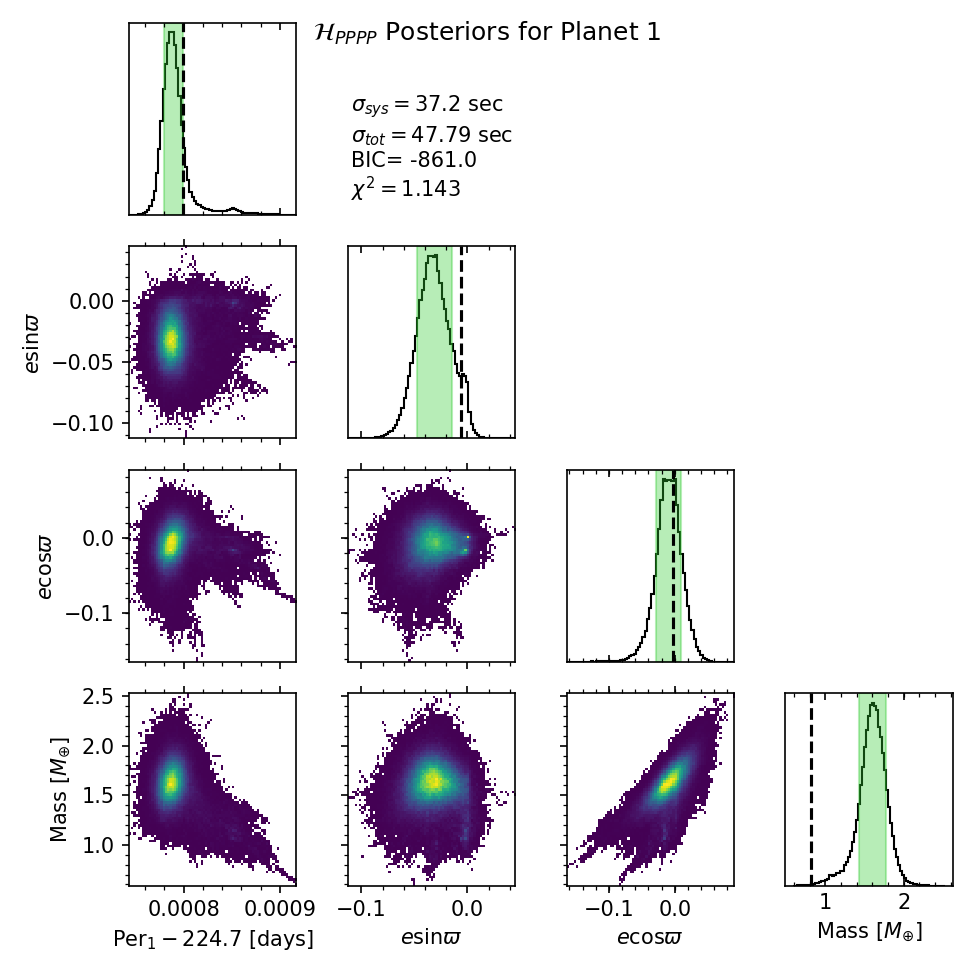 ℋ_PPPP Posteriors for Planet 1
σ_sys = 37.2 sec
σ_tot = 47.79 sec
BIC= -861.0
χ² = 1.143
esinϖ
0.00
−0.05
−0.10
ecosϖ
0.0
−0.1
Mass [M⊕]
2.5
2.0
1.5
1.0
0.0008 0.0009 −0.1 0.0 −0.1 0.0 1 2
Per₁ − 224.7 [days] esinϖ ecosϖ Mass [M⊕]